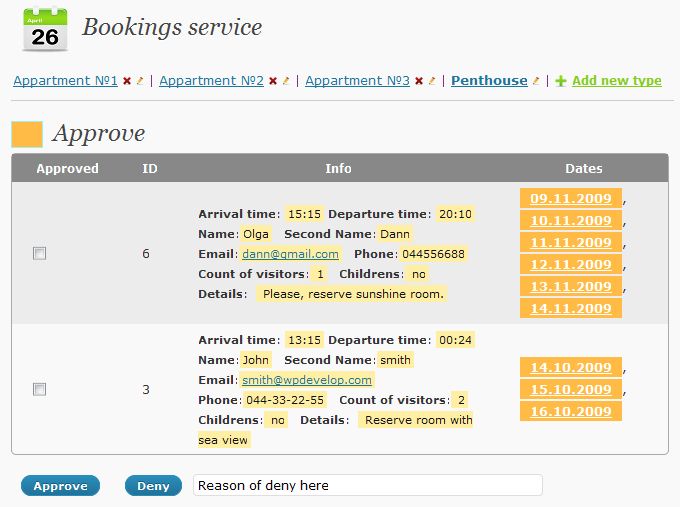 April
26
Bookings service
Appartment №1 | Appartment №2 | Appartment №3 | Penthouse | Add new type
Approve
Approved ID Info Dates
6
Arrival time: 15:15 Departure time: 20:10
Name: Olga Second Name: Dann
Email: dann@gmail.com Phone: 044556688
Count of visitors: 1 Childrens: no
Details: Please, reserve sunshine room.
09.11.2009 ,
10.11.2009 ,
11.11.2009 ,
12.11.2009 ,
13.11.2009 ,
14.11.2009
3
Arrival time: 13:15 Departure time: 00:24
Name: John Second Name: smith
Email: smith@wpdevelop.com
Phone: 044-33-22-55 Count of visitors: 2
Childrens: no Details: Reserve room with
sea view
14.10.2009 ,
15.10.2009 ,
16.10.2009
Approve Deny Reason of deny here